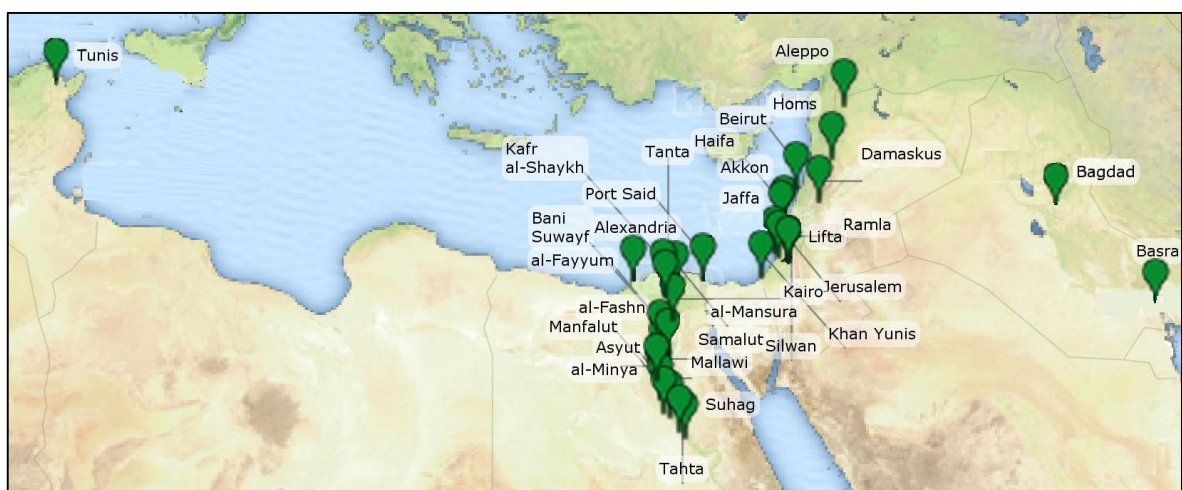 Tunis
Aleppo
Homs
Beirut
Haifa
Kafr
al-Shaykh
Tanta
Akkon
Damaskus
Bagdad
Port Said
Jaffa
Bani
Suwayf
Alexandria
Ramla
Lifta
al-Fayyum
Basra
Kairo
Jerusalem
al-Fashn
al-Mansura
Manfalut
Khan Yunis
Samalut
Silwan
Asyut
Mallawi
al-Minya
Suhag
Tahta